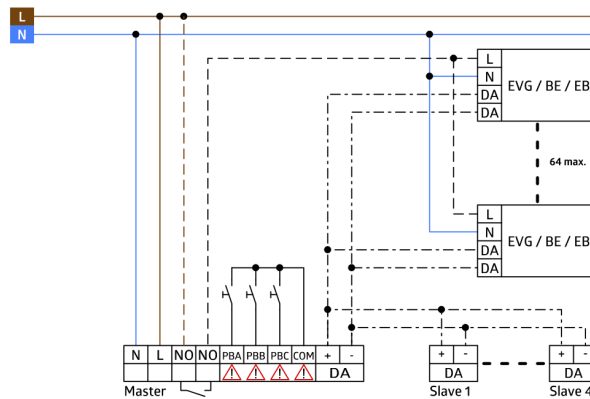 L
N
L
N
DA
DA
EVG / BE / EB
64 max.
L
N
DA
DA
EVG / BE / EB
N L NO NO PBA PBB PBC COM + -
DA
Master
+ -
DA
Slave 1
+ -
DA
Slave 4